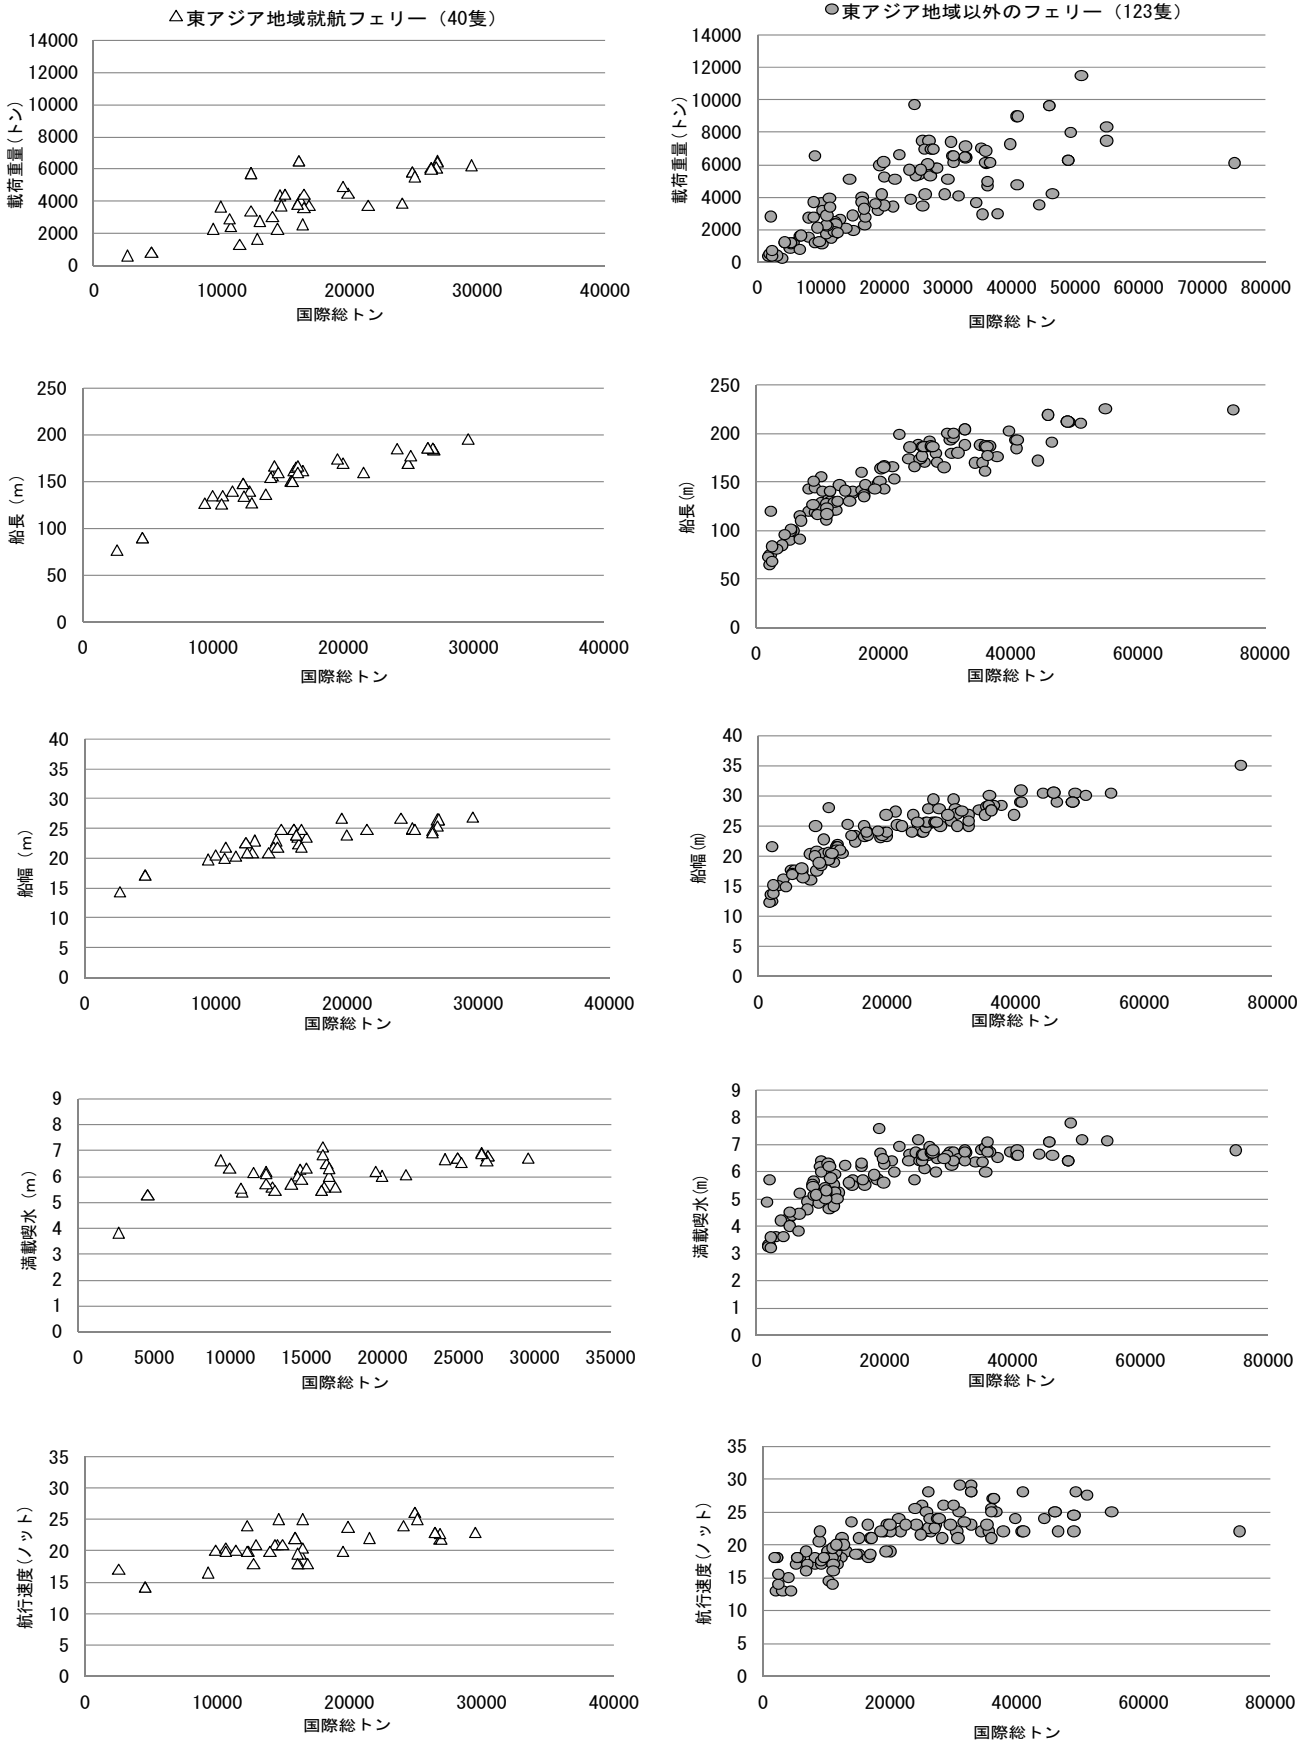 △東アジア地域就航フェリー（40隻）
14000
12000
10000
8000
6000
4000
2000
0
載荷重量(トン)
0 10000 20000 30000 40000
国際総トン
●東アジア地域以外のフェリー（123隻）
14000
12000
10000
8000
6000
4000
2000
0
載荷重量(トン)
0 10000 20000 30000 40000 50000 60000 70000 80000
国際総トン
250
200
150
100
50
0
船長（m）
0 10000 20000 30000 40000
国際総トン
250
200
150
100
50
0
船長(m)
0 20000 40000 60000 80000
国際総トン
40
35
30
25
20
15
10
5
0
船幅（m）
0 10000 20000 30000 40000
国際総トン
40
35
30
25
20
15
10
5
0
船幅(m)
0 20000 40000 60000 80000
国際総トン
9
8
7
6
5
4
3
2
1
0
満載喫水（m）
0 5000 10000 15000 20000 25000 30000 35000
国際総トン
9
8
7
6
5
4
3
2
1
0
満載喫水(m)
0 20000 40000 60000 80000
国際総トン
35
30
25
20
15
10
5
0
航行速度(ノット)
0 10000 20000 30000 40000
国際総トン
35
30
25
20
15
10
5
0
航行速度(ノット)
0 20000 40000 60000 80000
国際総トン